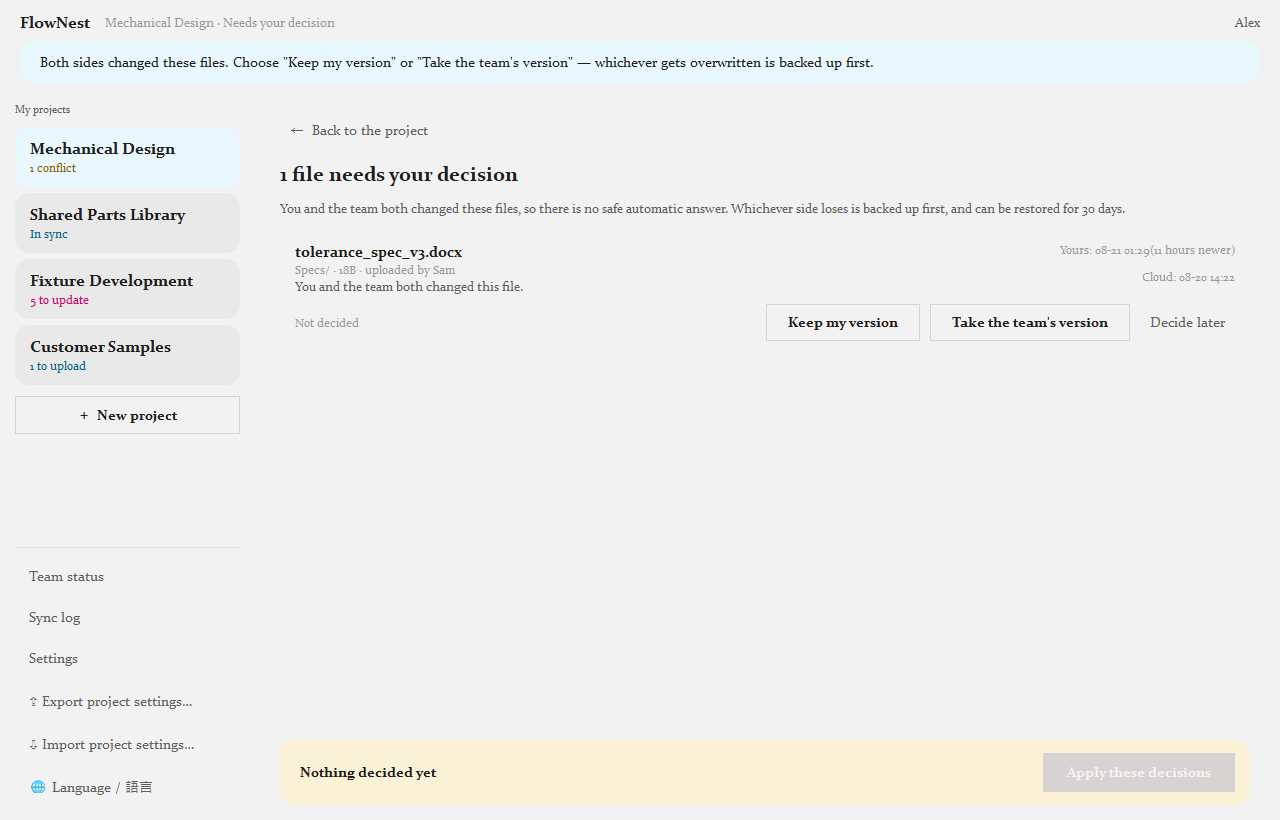 FlowNest Mechanical Design · Needs your decision
Alex
Both sides changed these files. Choose "Keep my version" or "Take the team's version" — whichever gets overwritten is backed up first.
My projects
Mechanical Design
1 conflict
Shared Parts Library
In sync
Fixture Development
5 to update
Customer Samples
1 to upload
+ New project
Team status
Sync log
Settings
⇧ Export project settings...
⇩ Import project settings...
🌐 Language / 語言
← Back to the project
1 file needs your decision
You and the team both changed these files, so there is no safe automatic answer. Whichever side loses is backed up first, and can be restored for 30 days.
tolerance_spec_v3.docx
Specs/ · 18B · uploaded by Sam
You and the team both changed this file.
Yours: 08-21 01:29(11 hours newer)
Cloud: 08-20 14:22
Not decided
Keep my version
Take the team's version
Decide later
Nothing decided yet
Apply these decisions